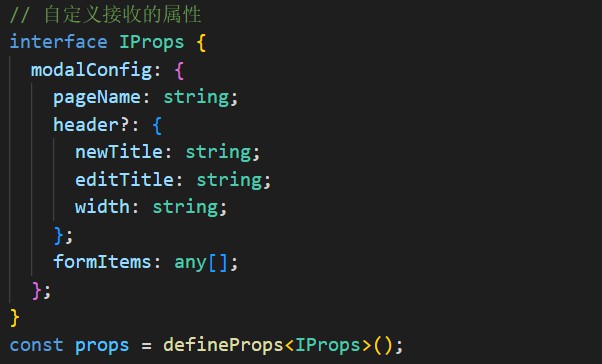 // 自定义接收的属性
interface IProps {
  modalConfig: {
    pageName: string;
    header?: {
      newTitle: string;
      editTitle: string;
      width: string;
    };
    formItems: any[];
  };
}
const props = defineProps<IProps>();